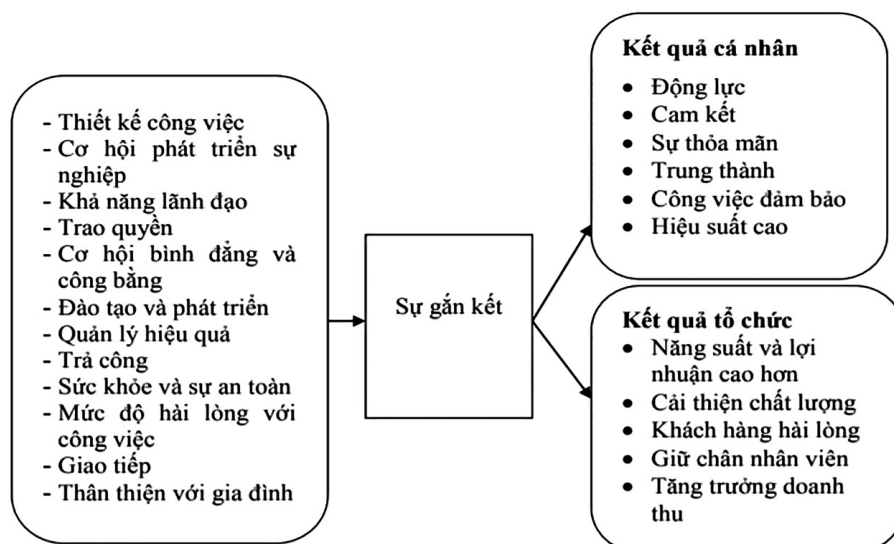 - Thiết kế công việc
- Cơ hội phát triển sự
nghiệp
- Khả năng lãnh đạo
- Trao quyền
- Cơ hội bình đẳng và
công bằng
- Đào tạo và phát triển
- Quản lý hiệu quả
- Trả công
- Sức khỏe và sự an toàn
- Mức độ hài lòng với
công việc
- Giao tiếp
- Thân thiện với gia đình
Sự gắn kết
Kết quả cá nhân
• Động lực
• Cam kết
• Sự thỏa mãn
• Trung thành
• Công việc đảm bảo
• Hiệu suất cao
Kết quả tổ chức
• Năng suất và lợi
nhuận cao hơn
• Cải thiện chất lượng
• Khách hàng hài lòng
• Giữ chân nhân viên
• Tăng trưởng doanh
thu